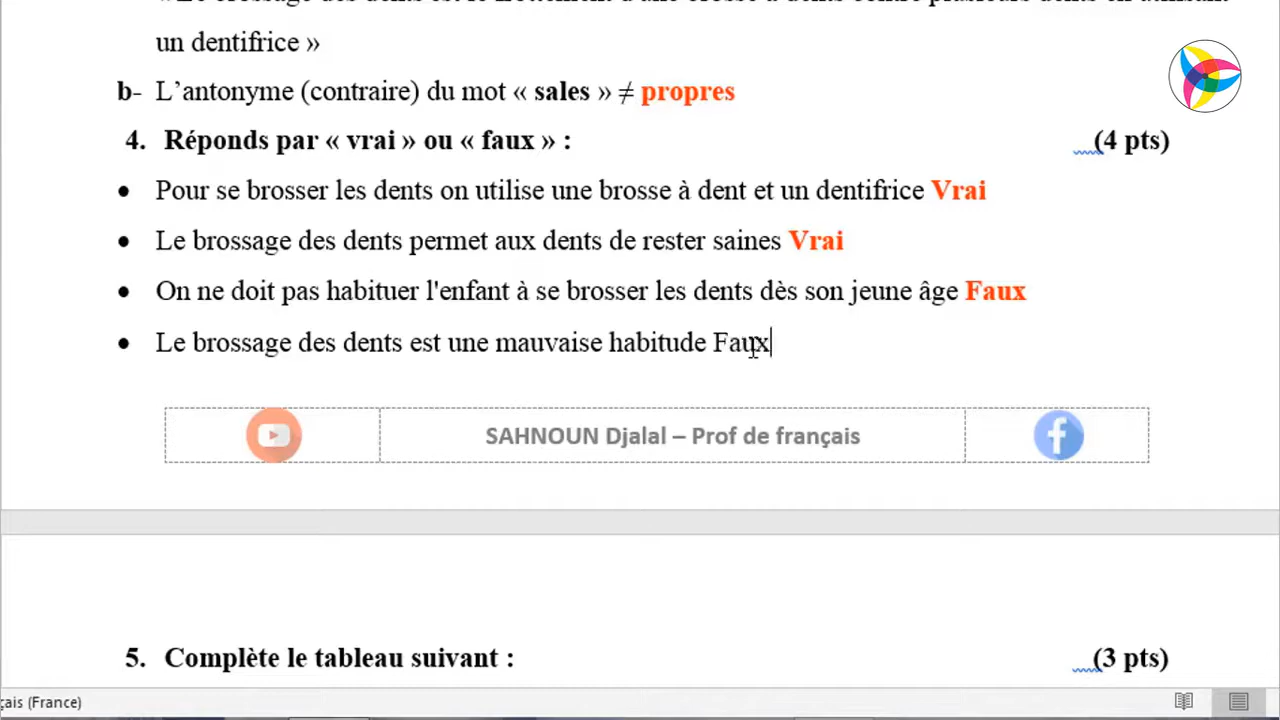 un dentifrice »
b- L’antonyme (contraire) du mot « sales » ≠ propres
4. Réponds par « vrai » ou « faux » : (4 pts)
• Pour se brosser les dents on utilise une brosse à dent et un dentifrice Vrai
• Le brossage des dents permet aux dents de rester saines Vrai
• On ne doit pas habituer l'enfant à se brosser les dents dès son jeune âge Faux
• Le brossage des dents est une mauvaise habitude Faux
SAHNOUN Djalal – Prof de français
5. Complète le tableau suivant : (3 pts)
(France)